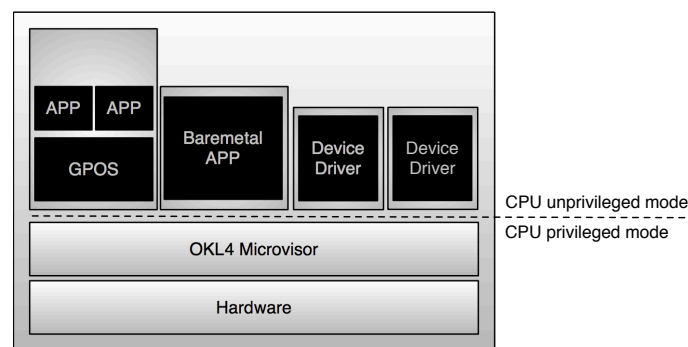 APP
APP
GPOS
Baremetal
APP
Device
Driver
Device
Driver
CPU unprivileged mode
CPU privileged mode
OKL4 Microvisor
Hardware